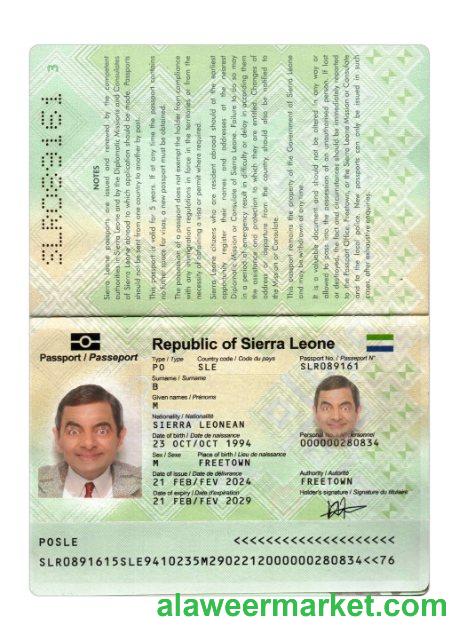 3
SLR089161
NOTES
Sierra Leone passports are issued and renewed by the competent
authorities in Sierra Leone and by the Diplomatic Missions and Consulates
of Sierra Leone abroad to whom application should be made. Passports
should not be sent from one country to another by post.
This passport is valid for 5 years. If at any time the passport contains
no further space for visas, a new passport must be obtained.
The possession of a passport does not exempt the holder from compliance
with any immigration regulations in force in the territories or from the
necessity of obtaining a visa or permit where required.
Sierra Leone citizens who are resident abroad should at the earliest
opportunity register their names and addresses at the nearest
Diplomatic Mission or Consulate of Sierra Leone. Failure to do so may
in a period of emergency result in difficulty or delay in according them
the assistance and protection to which they are entitled. Changes of
address or departure from the country should also be notified to
the Mission or Consulate.
This passport remains the property of the Government of Sierra Leone
and may be withdrawn at any time.
It is a valuable document and should not be altered in any way or
allowed to pass into the possession of an unauthorised person. If lost
or destroyed, the fact and circumstances should be immediately reported
to the Passport Office, Freetown, or the Sierra Leone Mission or Consulate
and to the local police. New passports can only be issued in such
cases after exhaustive enquiries.
Republic of Sierra Leone
Passport / Passeport
Type / Type Country code / Code du pays Passport No. / Passeport N°
PO SLE SLR089161
Surname / Surname
B
Given names / Prénoms
M
Nationality / Nationalité
SIERRA LEONEAN
Date of birth / Date de naissance Personal No.
23 OCT/OCT 1994 000000280834
Sex / Sexe Place of birth / Lieu de naissance
M FREETOWN
Date of issue / Date de délivrance Authority / Autorité
21 FEB/FEV 2024 FREETOWN
Date of expiry / Date d'expiration Holder's signature / Signature du titulaire
21 FEB/FEV 2029
POSLE <<<<<<<<<<<<<<<<<<<<<
SLR0891615SLE9410235M2902212000000280834<<76
alaweermarket.com